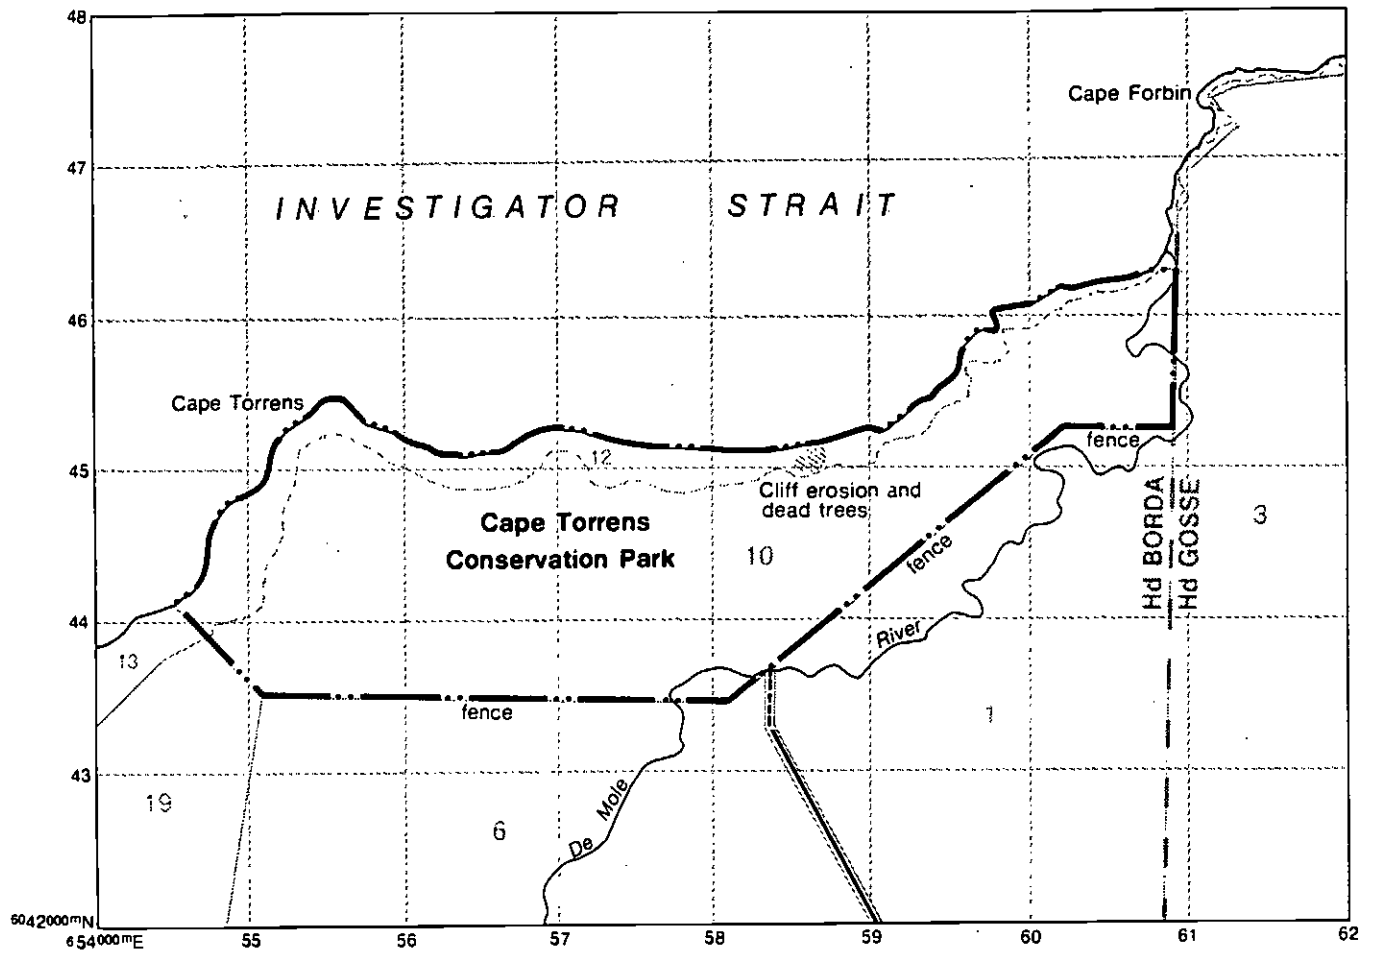 48
Cape Forbin
47
INVESTIGATOR STRAIT
46
Cape Torrens
45
12
Cliff erosion and
dead trees
Cape Torrens
Conservation Park
10
fence
fence
Hd BORDA
Hd GOSSE
3
44
13
River
fence
1
43
19
6
De Mole
6042000mN
654000mE
55
56
57
58
59
60
61
62